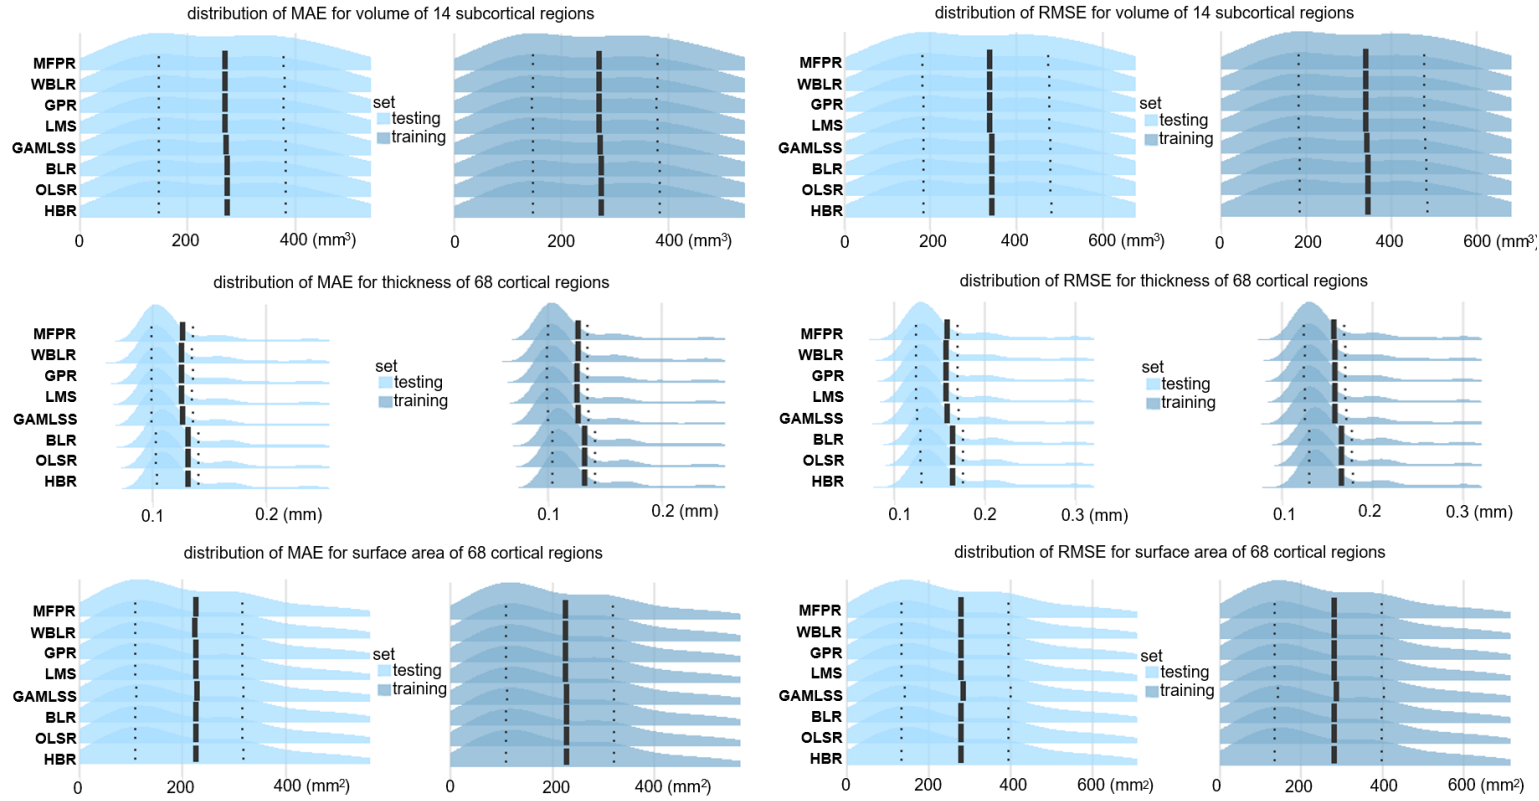 distribution of MAE for volume of 14 subcortical regions
MFPR
WBLR
GPR
LMS
GAMLSS
BLR
OLSR
HBR
set
testing
training
0 200 400 (mm³)
0 200 400
distribution of RMSE for volume of 14 subcortical regions
MFPR
WBLR
GPR
LMS
GAMLSS
BLR
OLSR
HBR
set
testing
training
0 200 400 600 (mm³)
0 200 400 600 (mm³)
distribution of MAE for thickness of 68 cortical regions
MFPR
WBLR
GPR
LMS
GAMLSS
BLR
OLSR
HBR
set
testing
training
0.1 0.2 (mm)
0.1 0.2 (mm)
distribution of RMSE for thickness of 68 cortical regions
MFPR
WBLR
GPR
LMS
GAMLSS
BLR
OLSR
HBR
set
testing
training
0.1 0.2 0.3 (mm)
0.1 0.2 0.3 (mm)
distribution of MAE for surface area of 68 cortical regions
MFPR
WBLR
GPR
LMS
GAMLSS
BLR
OLSR
HBR
set
testing
training
0 200 400 (mm²)
0 200 400 (mm²)
distribution of RMSE for surface area of 68 cortical regions
MFPR
WBLR
GPR
LMS
GAMLSS
BLR
OLSR
HBR
set
testing
training
0 200 400 600 (mm²)
0 200 400 600 (mm²)